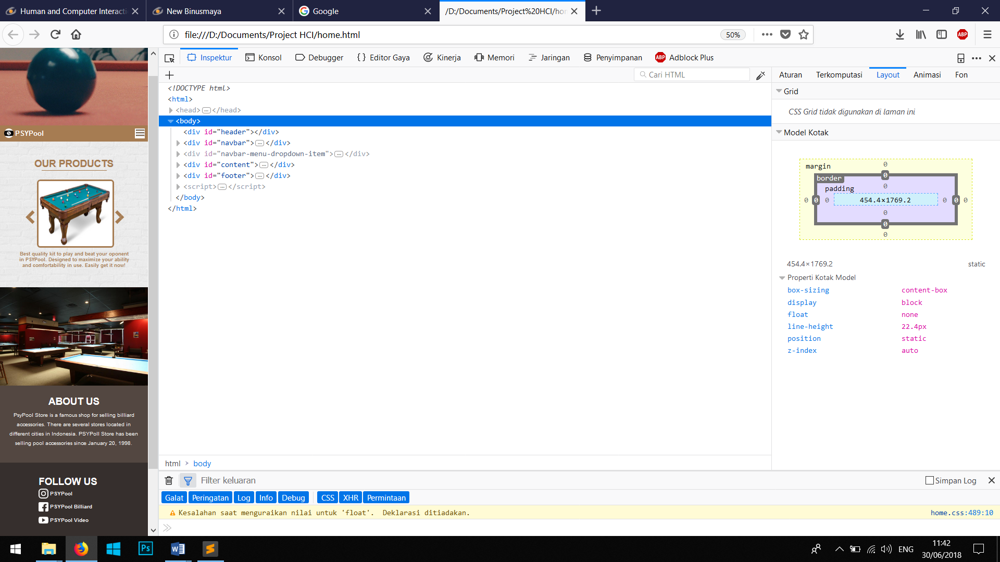 Human and Computer Interacti
New Binusmaya
Google
/D:/Documents/Project%20HCI/ho
file:///D:/Documents/Project HCI/home.html
50%
ABP
Inspektur
Konsol
Debugger
{ } Editor Gaya
Kinerja
Memori
Jaringan
Penyimpanan
ABP Adblock Plus
Cari HTML
Aturan
Terkomputasi
Layout
Animasi
Fon
<!DOCTYPE html>
<html>
<head></head>
<body>
<div id="header"></div>
<div id="navbar"></div>
<div id="navbar-menu-dropdown-item"></div>
<div id="content"></div>
<div id="footer"></div>
<script></script>
</body>
</html>
Grid
CSS Grid tidak digunakan di laman ini
Model Kotak
margin
0
border
0
padding
0
0
0
0
454.4×1769.2
0
0
0
0
0
0
454.4×1769.2
static
Properti Kotak Model
box-sizing content-box
display block
float none
line-height 22.4px
position static
z-index auto
html
body
Filter keluaran
Simpan Log
Galat
Peringatan
Log
Info
Debug
CSS
XHR
Permintaan
Kesalahan saat menguraikan nilai untuk 'float'. Deklarasi ditiadakan.
home.css:489:10
PSYPool
OUR PRODUCTS
Best quality kit to play and beat your oponent
in PSYPool. Designed to maximize your ability
and comfortability in use. Easily get it now!
ABOUT US
PsyPool Store is a famous shop for selling billiard
accessories. There are several stores located in
different cities in Indonesia. PSYPoll Store has been
selling pool accessories since January 20, 1998.
FOLLOW US
PSYPool
PSYPool Billiard
PSYPool Video
Ps
ENG
11:42
30/06/2018